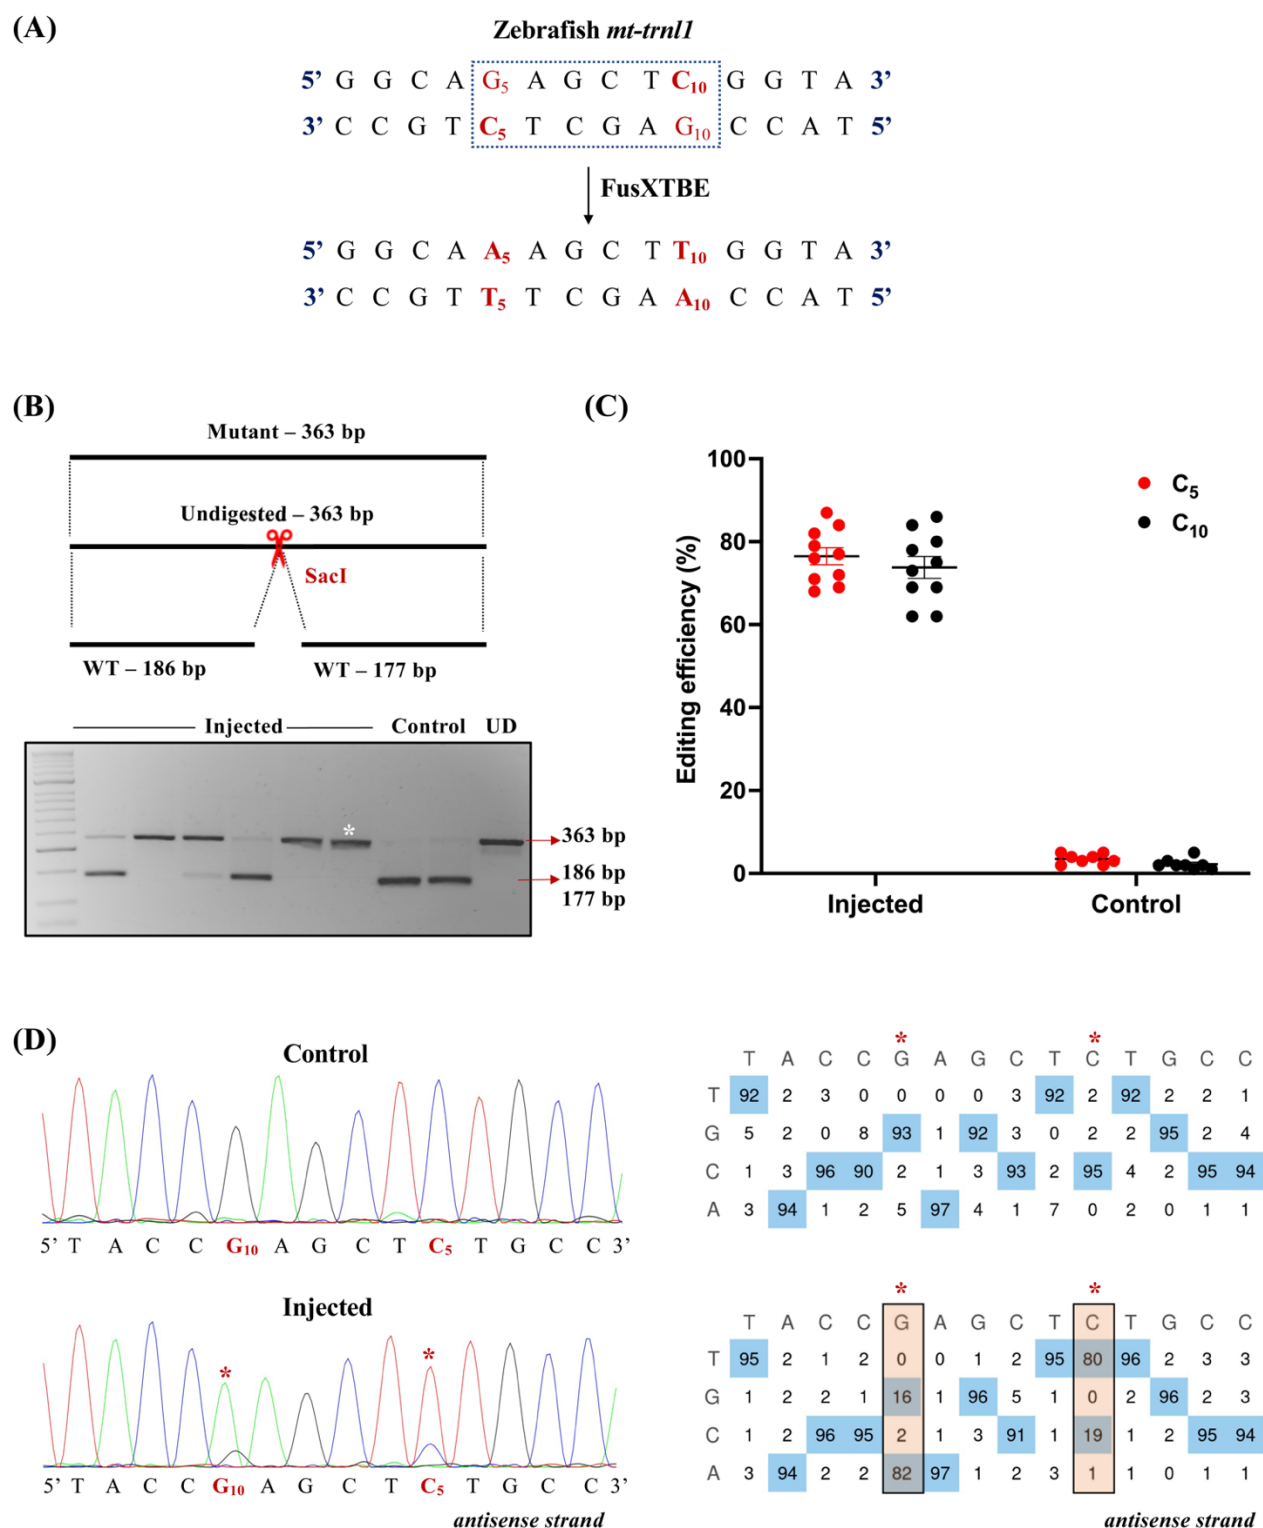 (A)
Zebrafish mt-trnl1
5’ G G C A G5 A G C T C10 G G T A 3’
3’ C C G T C5 T C G A G10 C C A T 5’
FusXTBE
5’ G G C A A5 A G C T T10 G G T A 3’
3’ C C G T T5 T C G A A10 C C A T 5’
(B)
Mutant – 363 bp
Undigested – 363 bp
SacI
WT – 186 bp WT – 177 bp
Injected Control UD
*
363 bp
186 bp
177 bp
(C)
Editing efficiency (%)
100
80
60
40
20
0
C5
C10
Injected Control
(D)
Control
5’ T A C C G10 A G C T C5 T G C C 3’
Injected
* *
5’ T A C C G10 A G C T C5 T G C C 3’
antisense strand
* *
T A C C G A G C T C T G C C
T 92 2 3 0 0 0 0 3 92 2 92 2 2 1
G 5 2 0 8 93 1 92 3 0 2 2 95 2 4
C 1 3 96 90 2 1 3 93 2 95 4 2 95 94
A 3 94 1 2 5 97 4 1 7 0 2 0 1 1
* *
T A C C G A G C T C T G C C
T 95 2 1 2 0 0 1 2 95 80 96 2 3 3
G 1 2 2 1 16 1 96 5 1 0 2 96 2 3
C 1 2 96 95 2 1 3 91 1 19 1 2 95 94
A 3 94 2 2 82 97 1 2 3 1 1 0 1 1
antisense strand